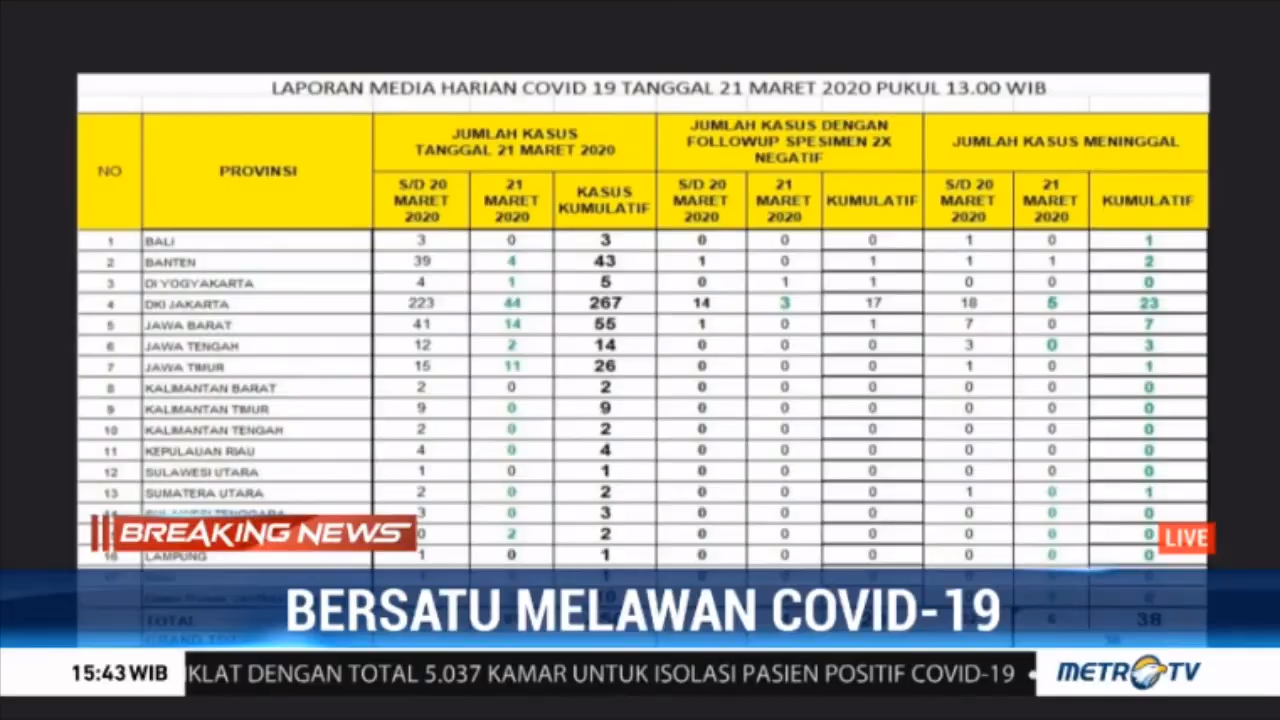 LAPORAN MEDIA HARIAN COVID 19 TANGGAL 21 MARET 2020 PUKUL 13.00 WIB
NO PROVINSI JUMLAH KASUS TANGGAL 21 MARET 2020 JUMLAH KASUS DENGAN FOLLOWUP SPESIMEN 2X NEGATIF JUMLAH KASUS MENINGGAL
S/D 20 MARET 2020 21 MARET 2020 KASUS KUMULATIF S/D 20 MARET 2020 21 MARET 2020 KUMULATIF S/D 20 MARET 2020 21 MARET 2020 KUMULATIF
1 BALI 3 0 3 0 0 0 1 0 1
2 BANTEN 39 4 43 1 0 1 1 1 2
3 DI YOGYAKARTA 4 1 5 0 1 1 0 0 0
4 DKI JAKARTA 223 44 267 14 3 17 18 5 23
5 JAWA BARAT 41 14 55 1 0 1 7 0 7
6 JAWA TENGAH 12 2 14 0 0 0 3 0 3
7 JAWA TIMUR 15 11 26 0 0 0 1 0 1
8 KALIMANTAN BARAT 2 0 2 0 0 0 0 0 0
9 KALIMANTAN TIMUR 9 0 9 0 0 0 0 0 0
10 KALIMANTAN TENGAH 2 0 2 0 0 0 0 0 0
11 KEPULAUAN RIAU 4 0 4 0 0 0 0 0 0
12 SULAWESI UTARA 1 0 1 0 0 0 0 0 0
13 SUMATERA UTARA 2 0 2 0 0 0 1 0 1
3 0 3 0 0 0 0 0 0
0 2 2 0 0 0 0 0 0
16 LAMPUNG 1 0 1 0 0 0 0 0 0
TOTAL 38
BREAKING NEWS
LIVE
BERSATU MELAWAN COVID-19
15:43 WIB KLAT DENGAN TOTAL 5.037 KAMAR UNTUK ISOLASI PASIEN POSITIF COVID-19 •
METRO TV